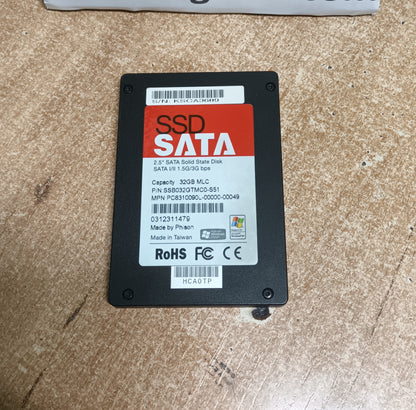 S/N: KSCA3689
SSD
SATA
2.5" SATA Solid State Disk
SATA I/II 1.5G/3G bps
Capacity: 32GB MLC
P/N:SSB032GTMC0-S51
MPN:PC8310090L-00000-00049
0312311479
Made by Phison
Made in Taiwan
RoHS FC CE
HCA0TP